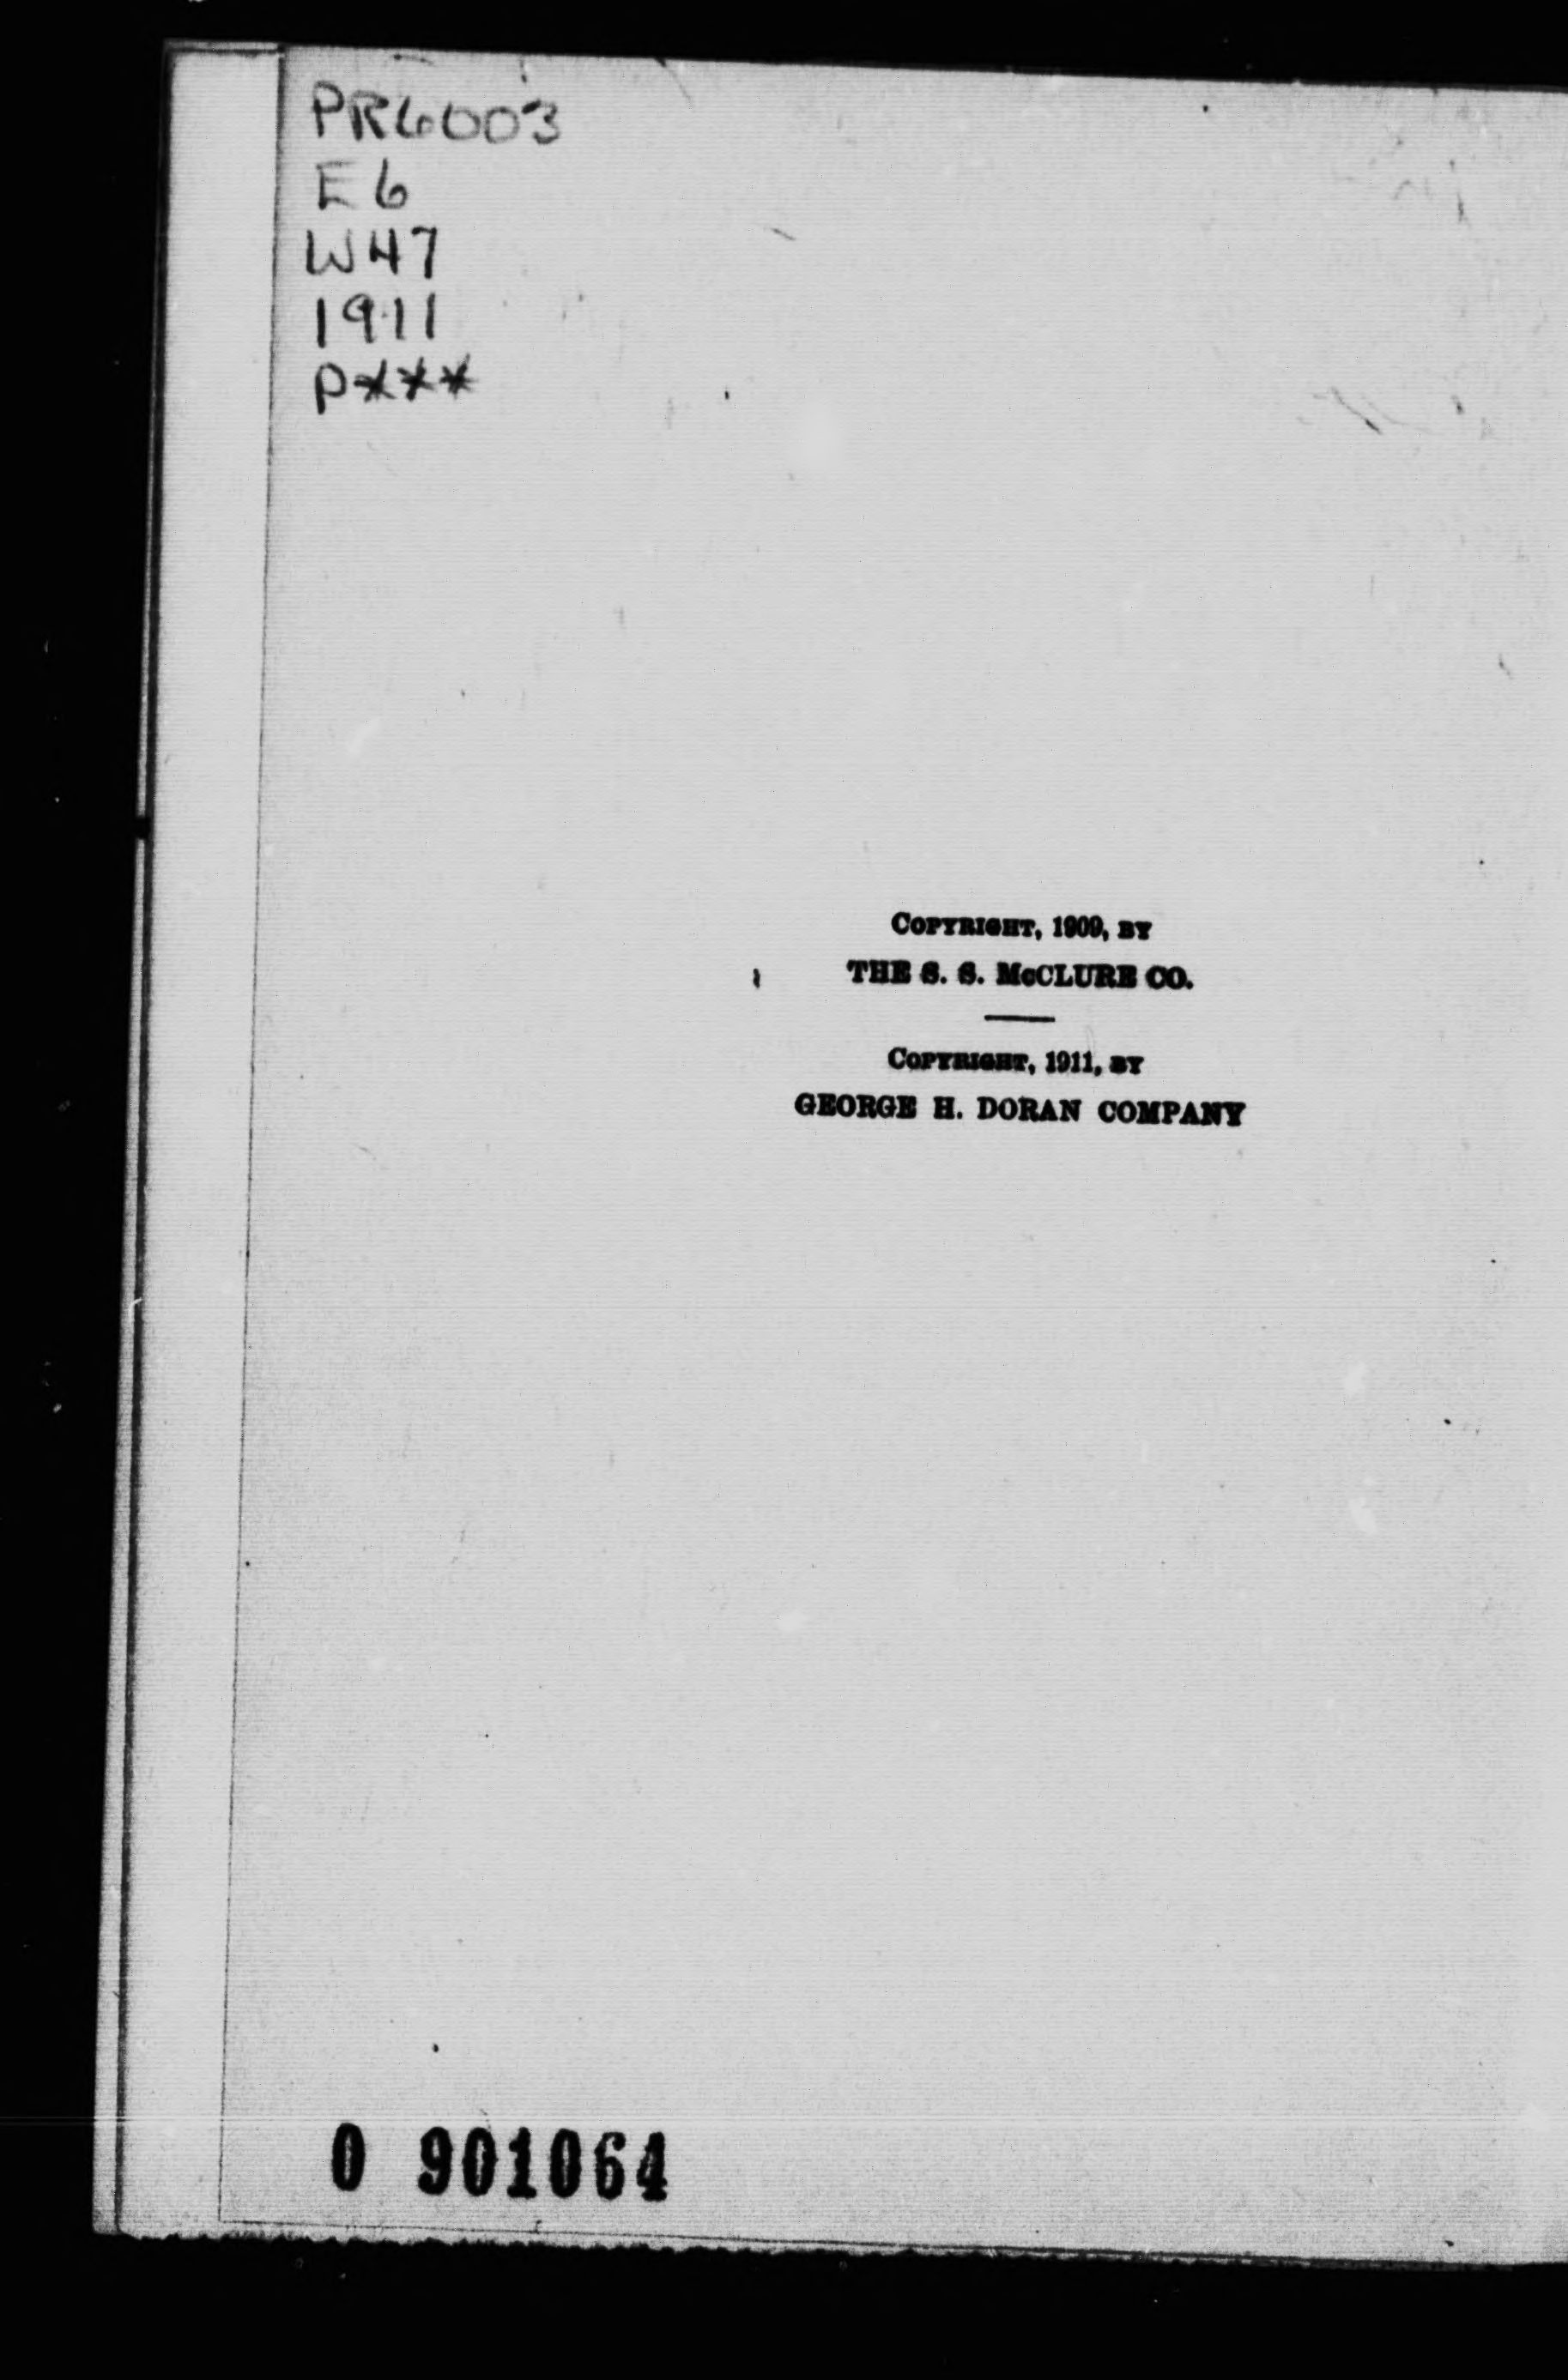 PR6003
E6
W47
1911
P***
COPYRIGHT, 1909, BY
THE S. S. McCLURE CO.
COPYRIGHT, 1911, BY
GEORGE H. DORAN COMPANY
0 901064